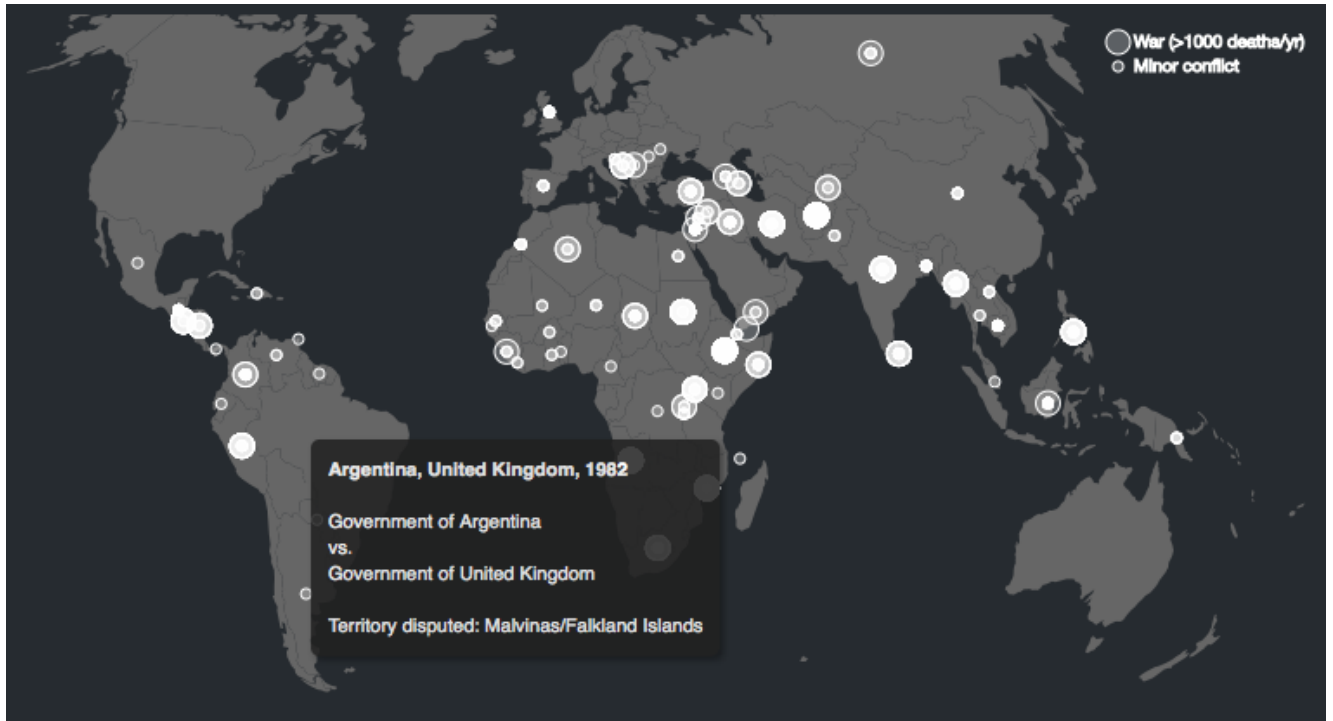 War (>1000 deaths/yr)
Minor conflict
Argentina, United Kingdom, 1982
Government of Argentina
vs.
Government of United Kingdom
Territory disputed: Malvinas/Falkland Islands